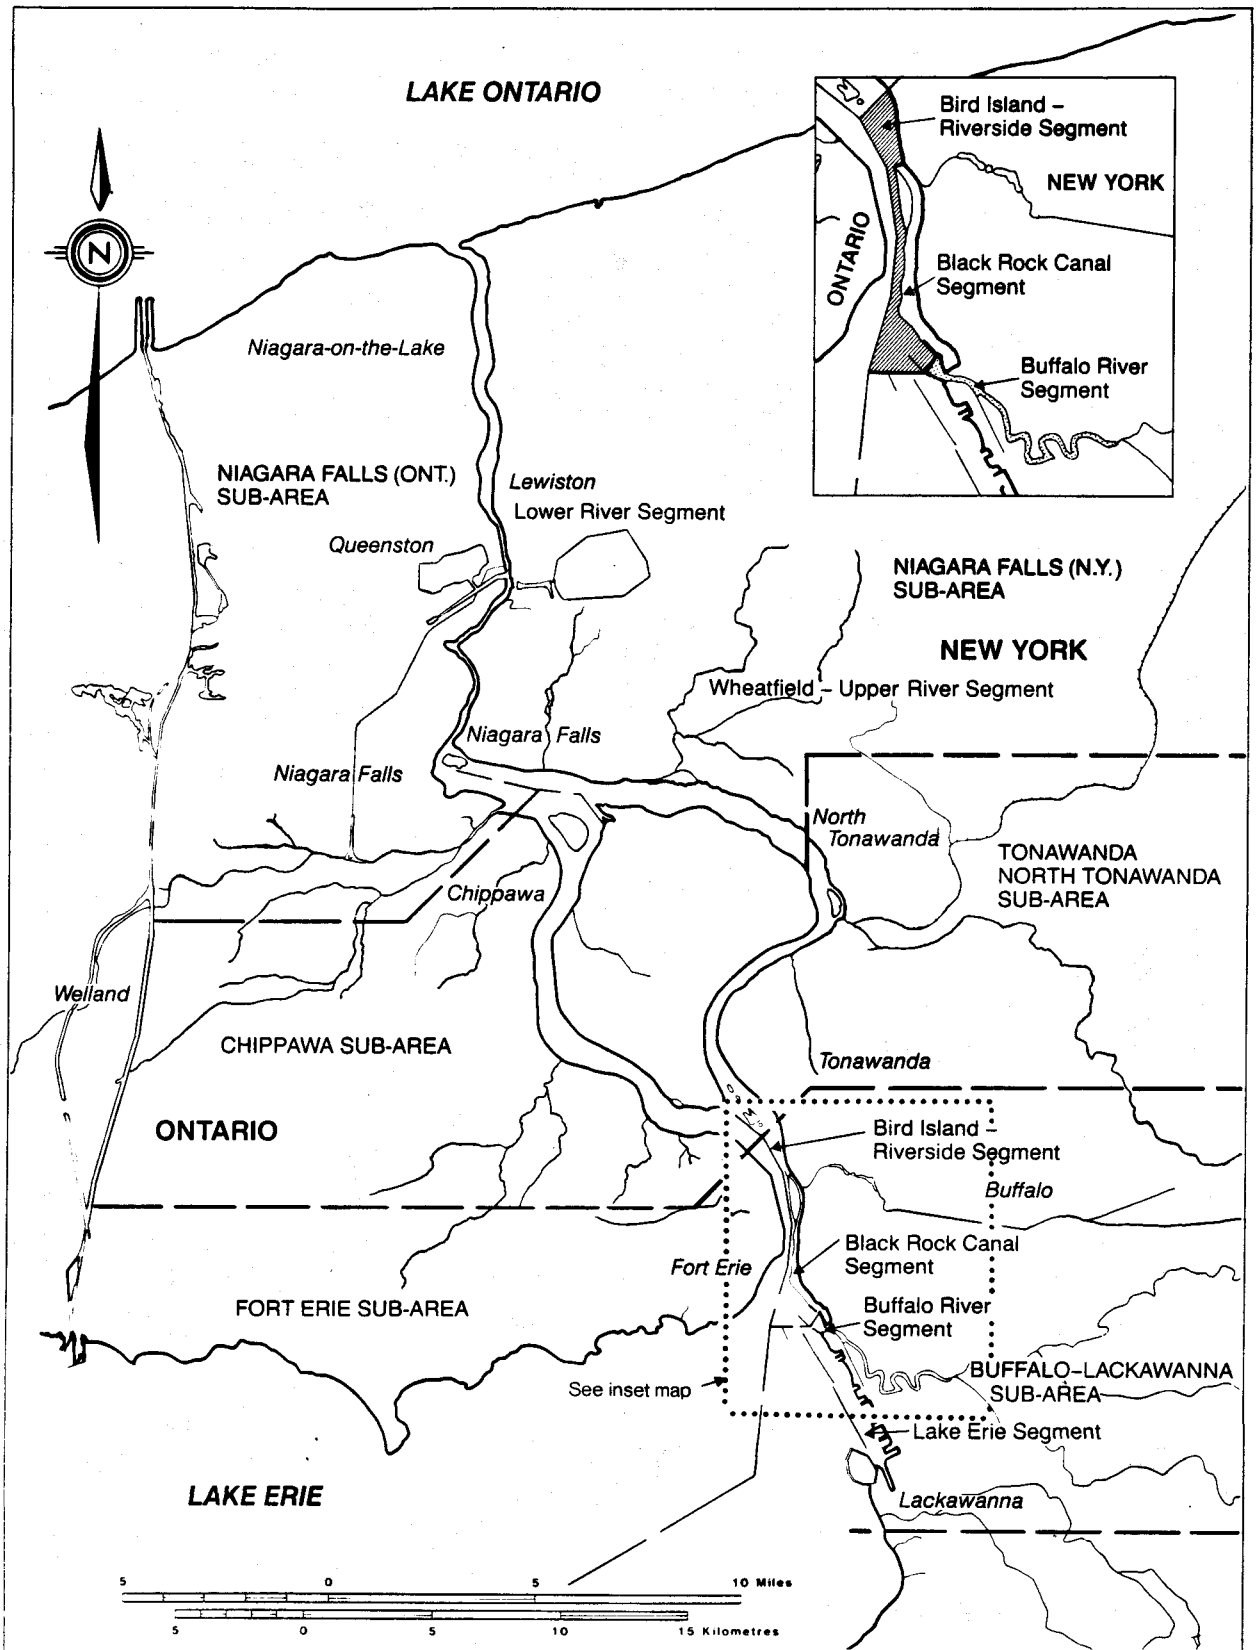 LAKE ONTARIO
Bird Island –
Riverside Segment
NEW YORK
ONTARIO
Black Rock Canal
Segment
Buffalo River
Segment
N
Niagara-on-the-Lake
NIAGARA FALLS (ONT.)
SUB-AREA
Lewiston
Lower River Segment
Queenston
NIAGARA FALLS (N.Y.)
SUB-AREA
NEW YORK
Wheatfield – Upper River Segment
Niagara Falls
Niagara Falls
North
Tonawanda
TONAWANDA
NORTH TONAWANDA
SUB-AREA
Chippawa
Welland
CHIPPAWA SUB-AREA
Tonawanda
ONTARIO
Bird Island –
Riverside Segment
Buffalo
Black Rock Canal
Segment
Fort Erie
FORT ERIE SUB-AREA
Buffalo River
Segment
BUFFALO–LACKAWANNA
SUB-AREA
See inset map
Lake Erie Segment
LAKE ERIE
Lackawanna
5 0 5 10 Miles
5 0 5 10 15 Kilometres